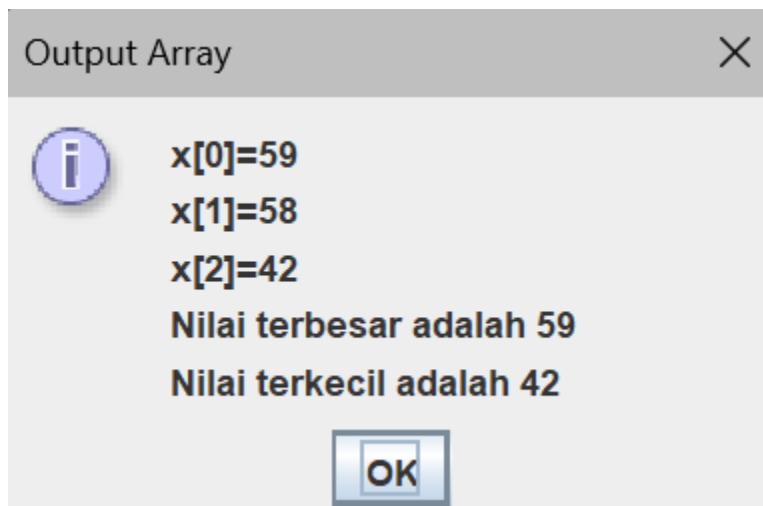 Output Array
x[0]=59
x[1]=58
x[2]=42
Nilai terbesar adalah 59
Nilai terkecil adalah 42
OK